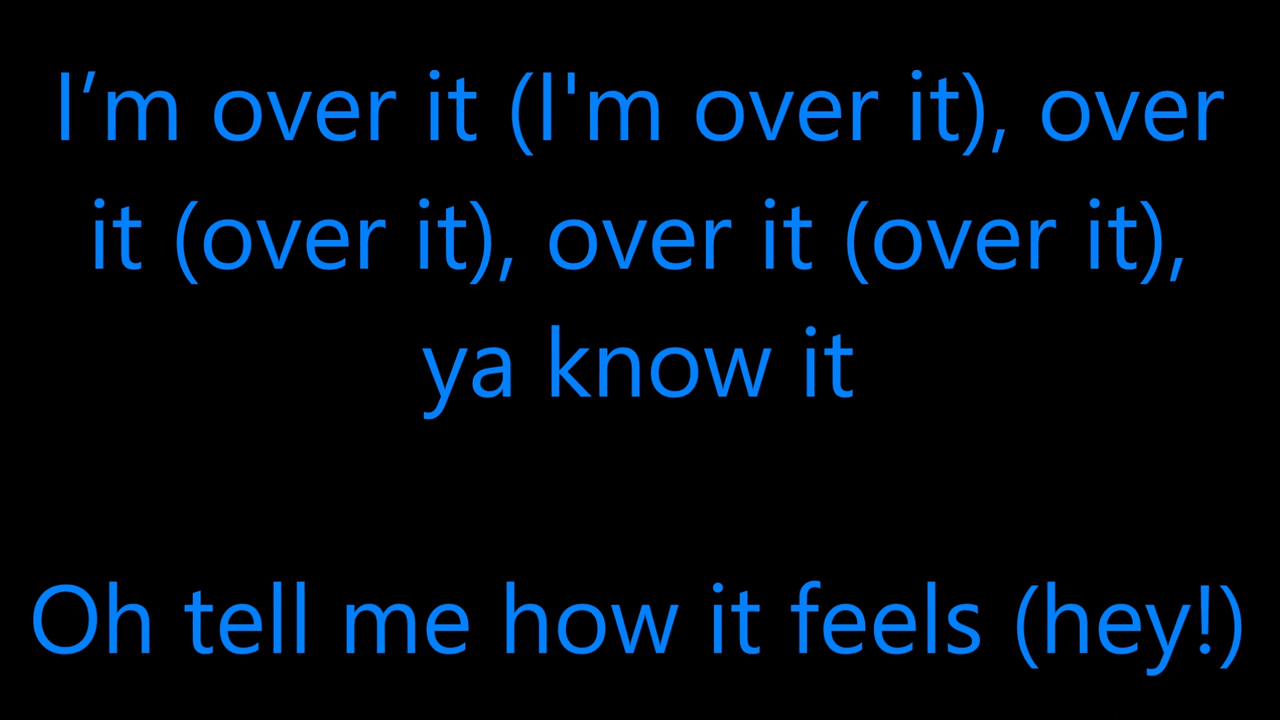 I’m over it (I'm over it), over
it (over it), over it (over it),
ya know it
Oh tell me how it feels (hey!)